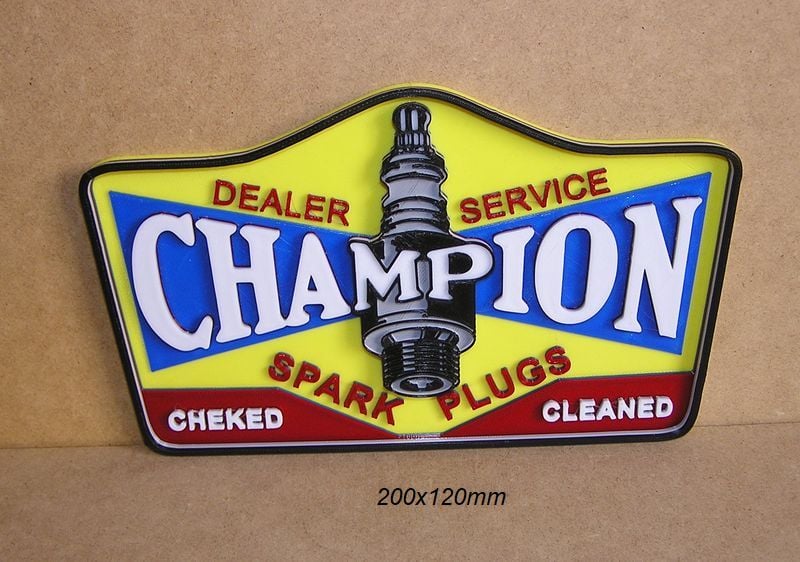 DEALER SERVICE
CHAMPION
SPARK PLUGS
CHEKED CLEANED
200x120mm